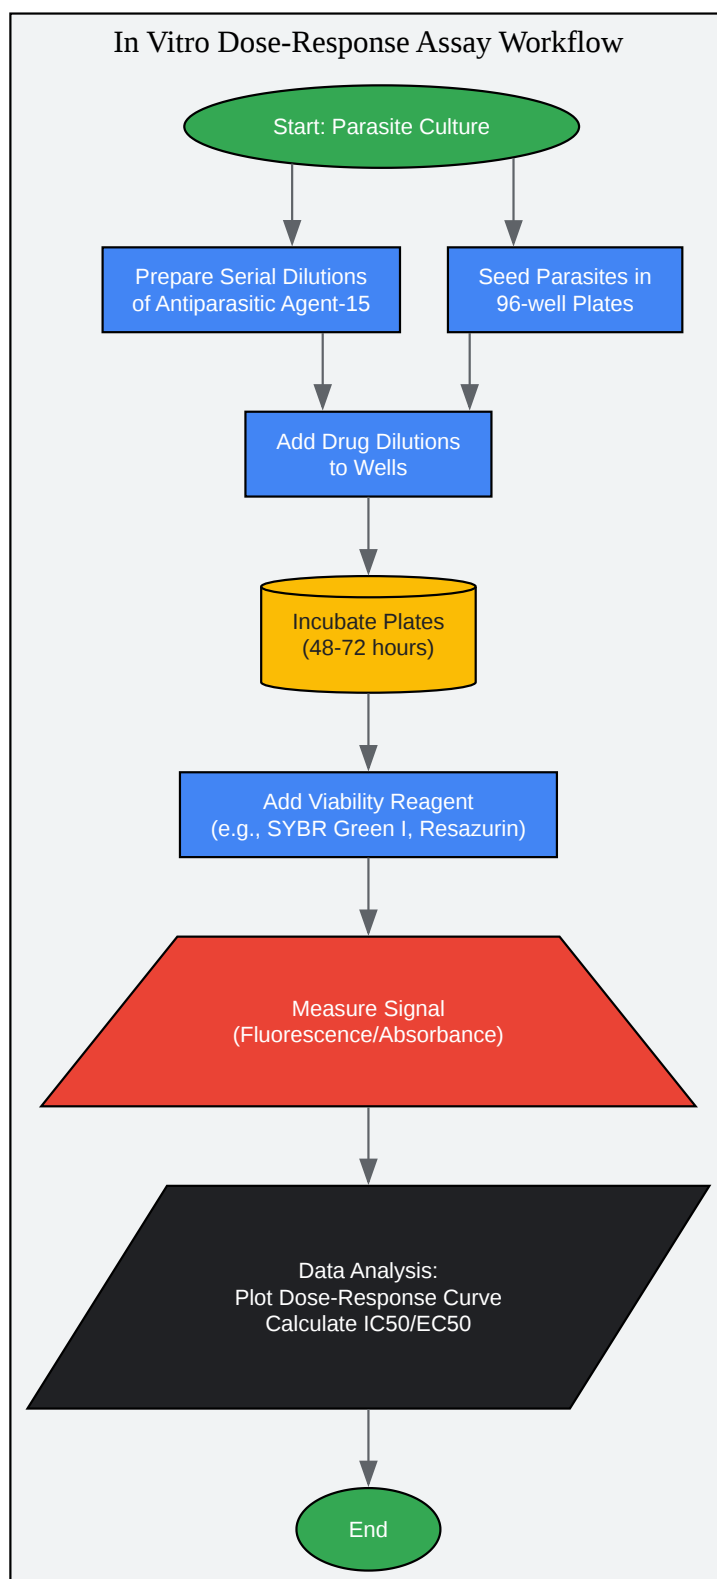 In Vitro Dose-Response Assay Workflow
Start: Parasite Culture
Prepare Serial Dilutions
of Antiparasitic Agent-15
Seed Parasites in
96-well Plates
Add Drug Dilutions
to Wells
Incubate Plates
(48-72 hours)
Add Viability Reagent
(e.g., SYBR Green I, Resazurin)
Measure Signal
(Fluorescence/Absorbance)
Data Analysis:
Plot Dose-Response Curve
Calculate IC50/EC50
End